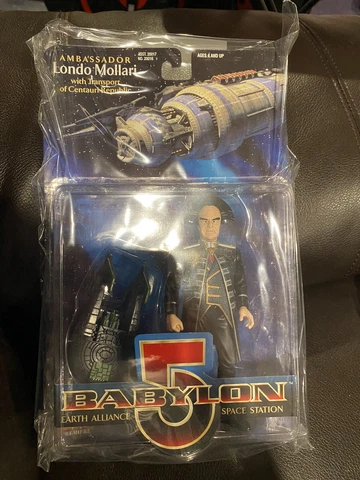 AMBASSADOR
Londo Mollari
with Transport
of Centauri Republic
AGES 4 AND UP
5
BABYLON
EARTH ALLIANCE
SPACE STATION